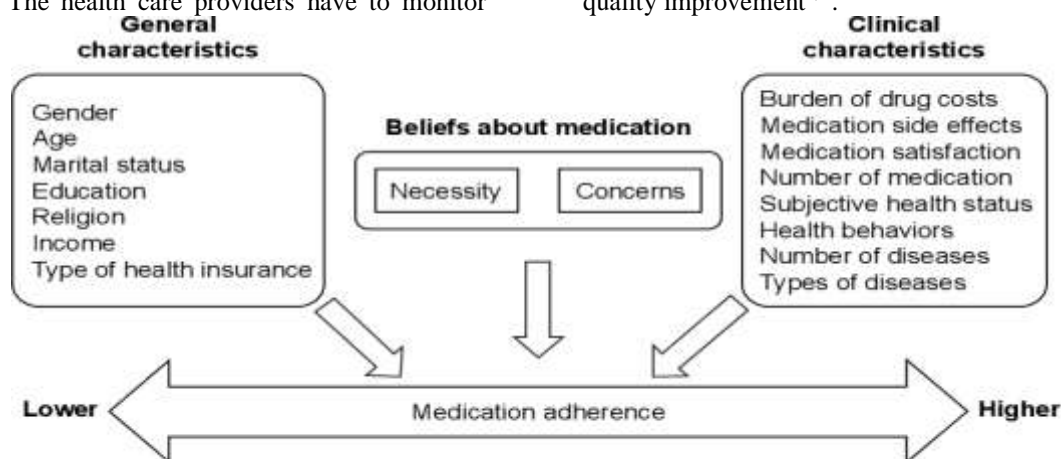 The health care providers have to monitor
quality improvement
General
characteristics
Gender
Age
Marital status
Education
Religion
Income
Type of health insurance
Beliefs about medication
Necessity
Concerns
Clinical
characteristics
Burden of drug costs
Medication side effects
Medication satisfaction
Number of medication
Subjective health status
Health behaviors
Number of diseases
Types of diseases
Lower
Medication adherence
Higher